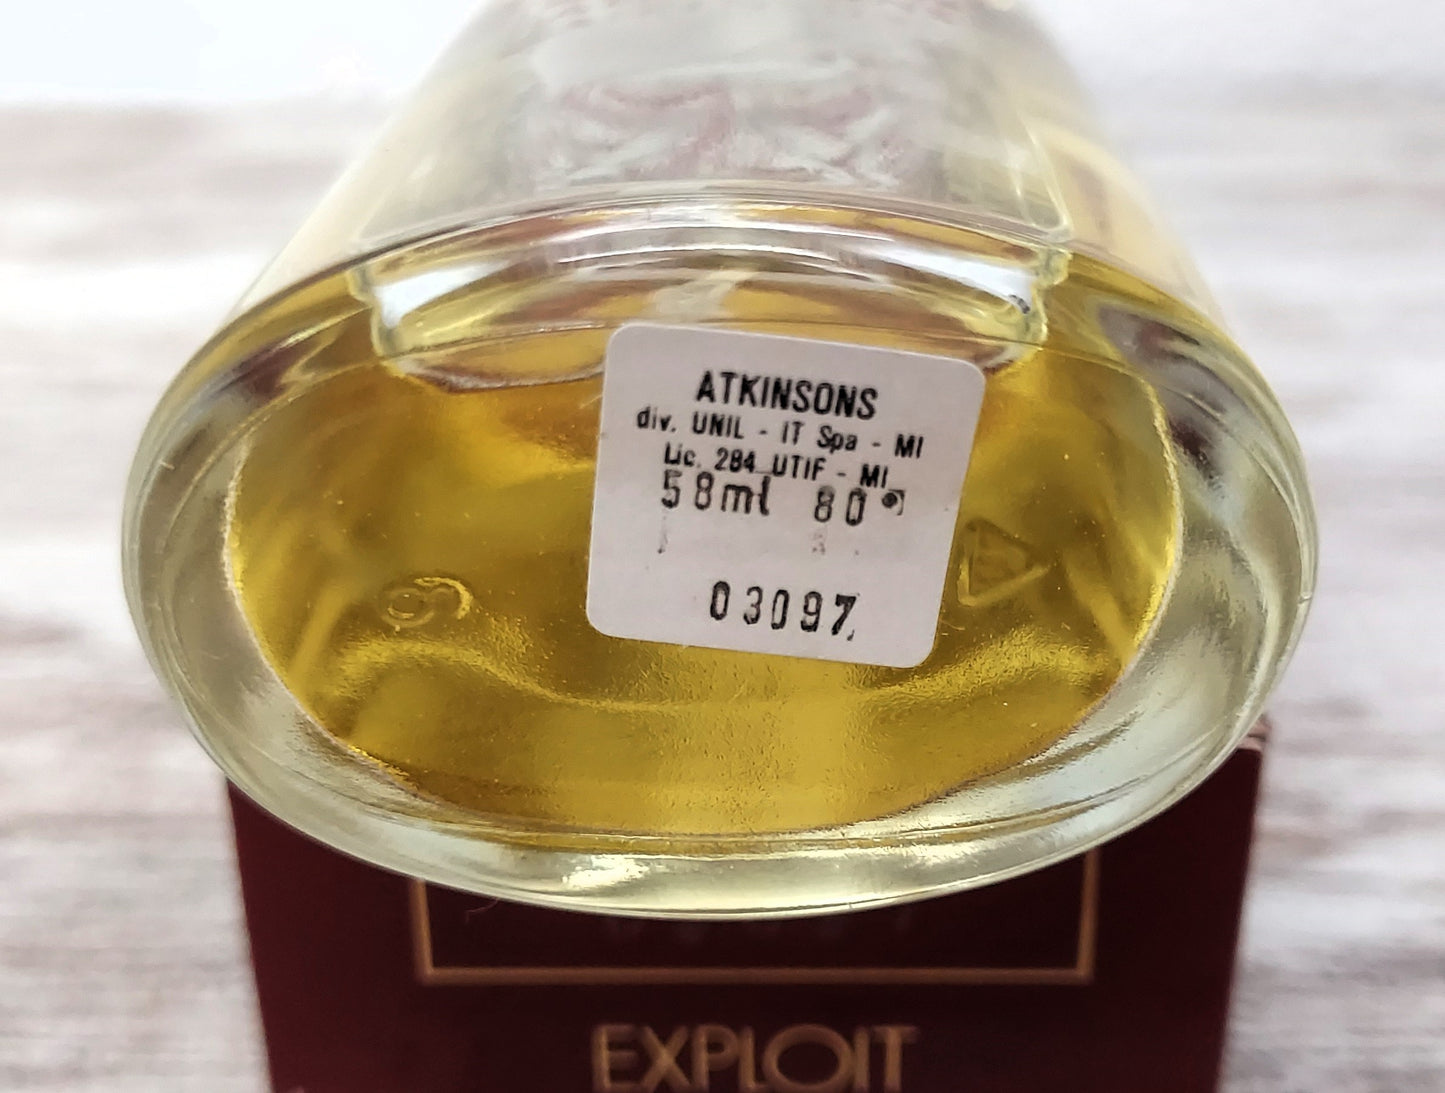 ATKINSONS
div. UNIL - IT Spa - MI
Lic. 284 UTIF - MI
58ml 80°
03097
EXPLOIT